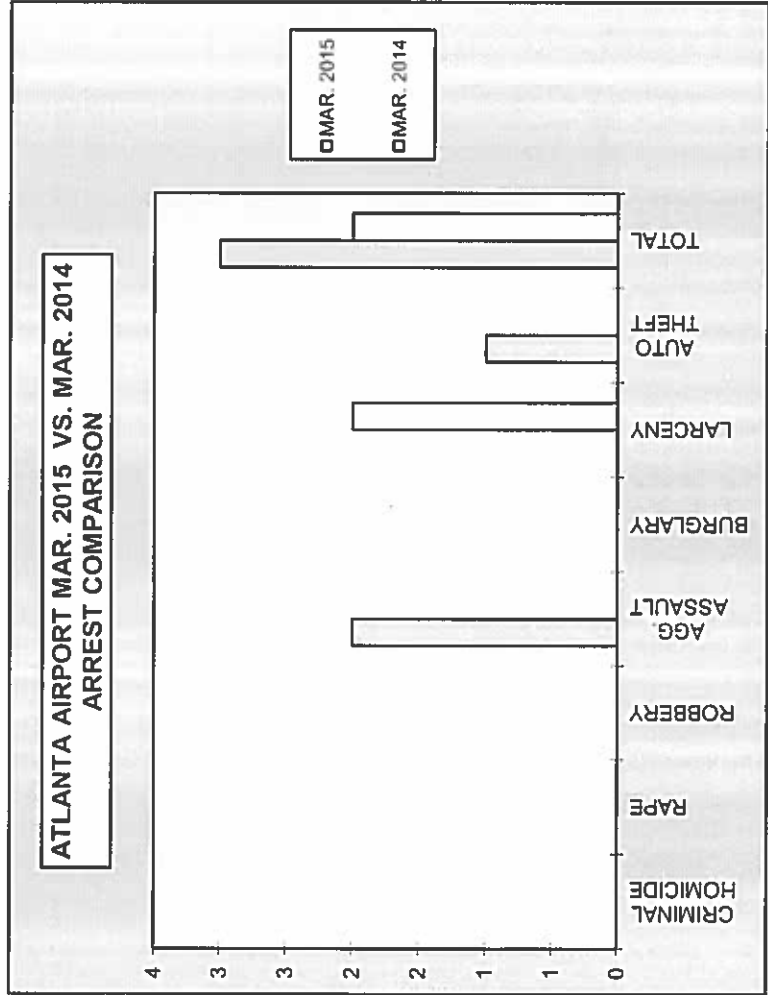 ATLANTA AIRPORT MAR. 2015 VS. MAR. 2014
ARREST COMPARISON
4
3
3
2
2
1
1
0
CRIMINAL
HOMICIDE
RAPE
ROBBERY
AGG.
ASSAULT
BURGLARY
LARCENY
AUTO
THEFT
TOTAL
MAR. 2015
MAR. 2014